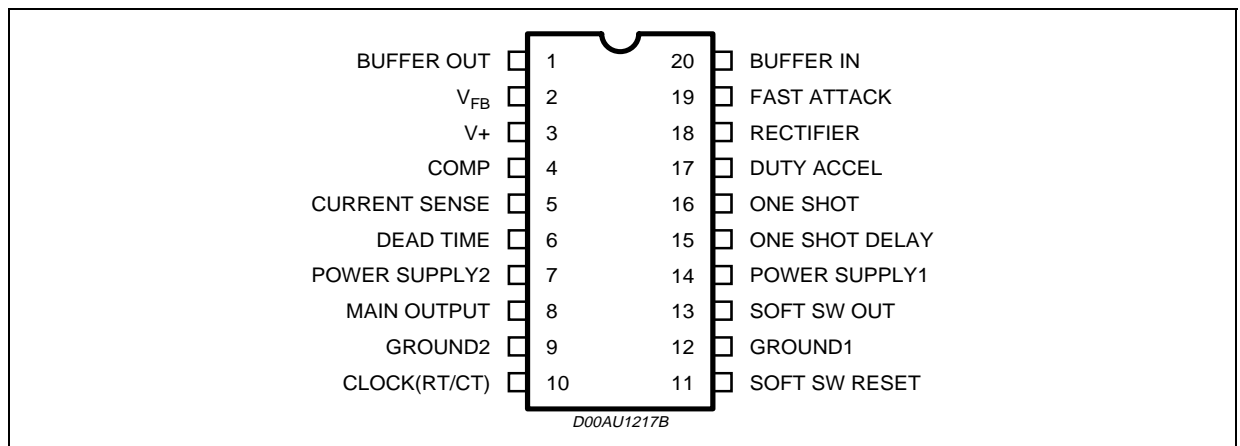 BUFFER OUT 1 20 BUFFER IN
VFB 2 19 FAST ATTACK
V+ 3 18 RECTIFIER
COMP 4 17 DUTY ACCEL
CURRENT SENSE 5 16 ONE SHOT
DEAD TIME 6 15 ONE SHOT DELAY
POWER SUPPLY2 7 14 POWER SUPPLY1
MAIN OUTPUT 8 13 SOFT SW OUT
GROUND2 9 12 GROUND1
CLOCK(RT/CT) 10 11 SOFT SW RESET
D00AU1217B